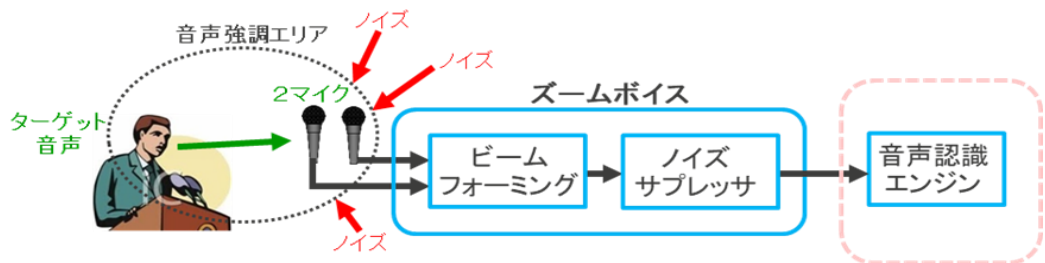 音声強調エリア
ノイズ
ノイズ
2マイク
ターゲット
音声
ノイズ
ズームボイス
ビーム
フォーミング
ノイズ
サプレッサ
音声認識
エンジン